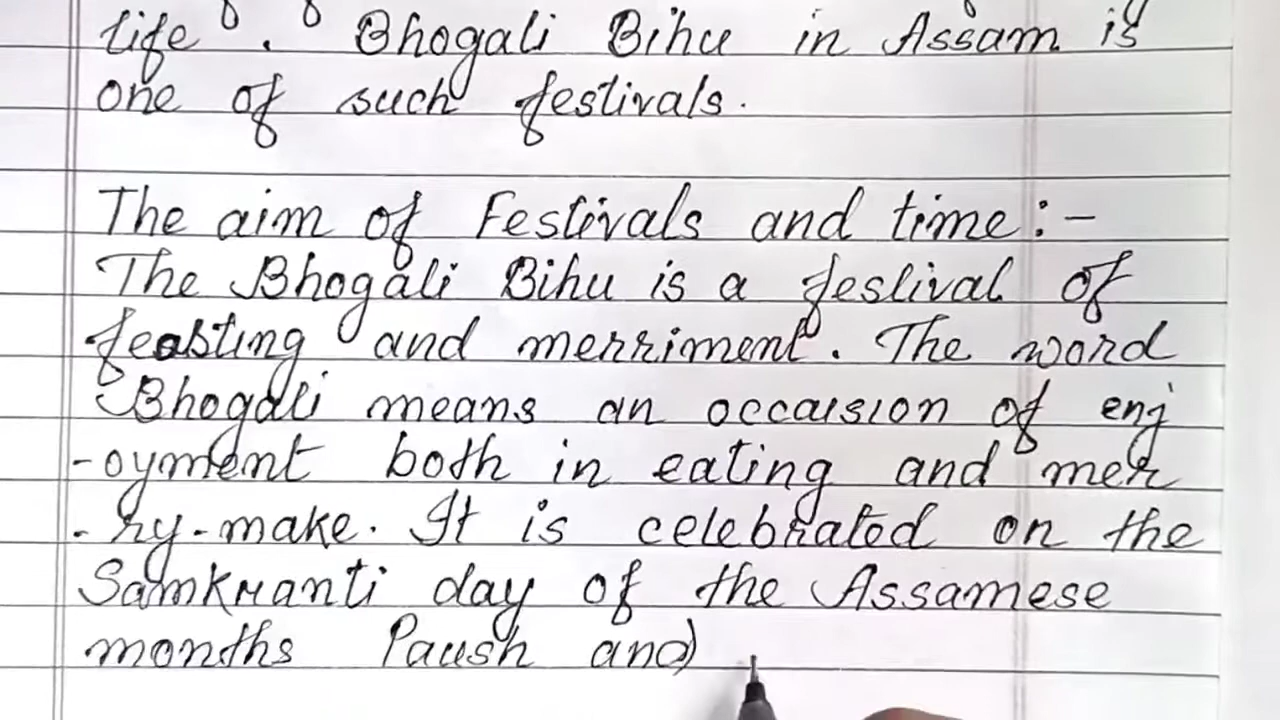 life. Bhogali Bihu in Assam is
one of such festivals.
The aim of Festivals and time:-
The Bhogali Bihu is a festival of
feasting and merriment. The word
Bhogali means an occaision of enj
-oyment both in eating and mer
-ry-make. It is celebrated on the
Samkranti day of the Assamese
months Paush and